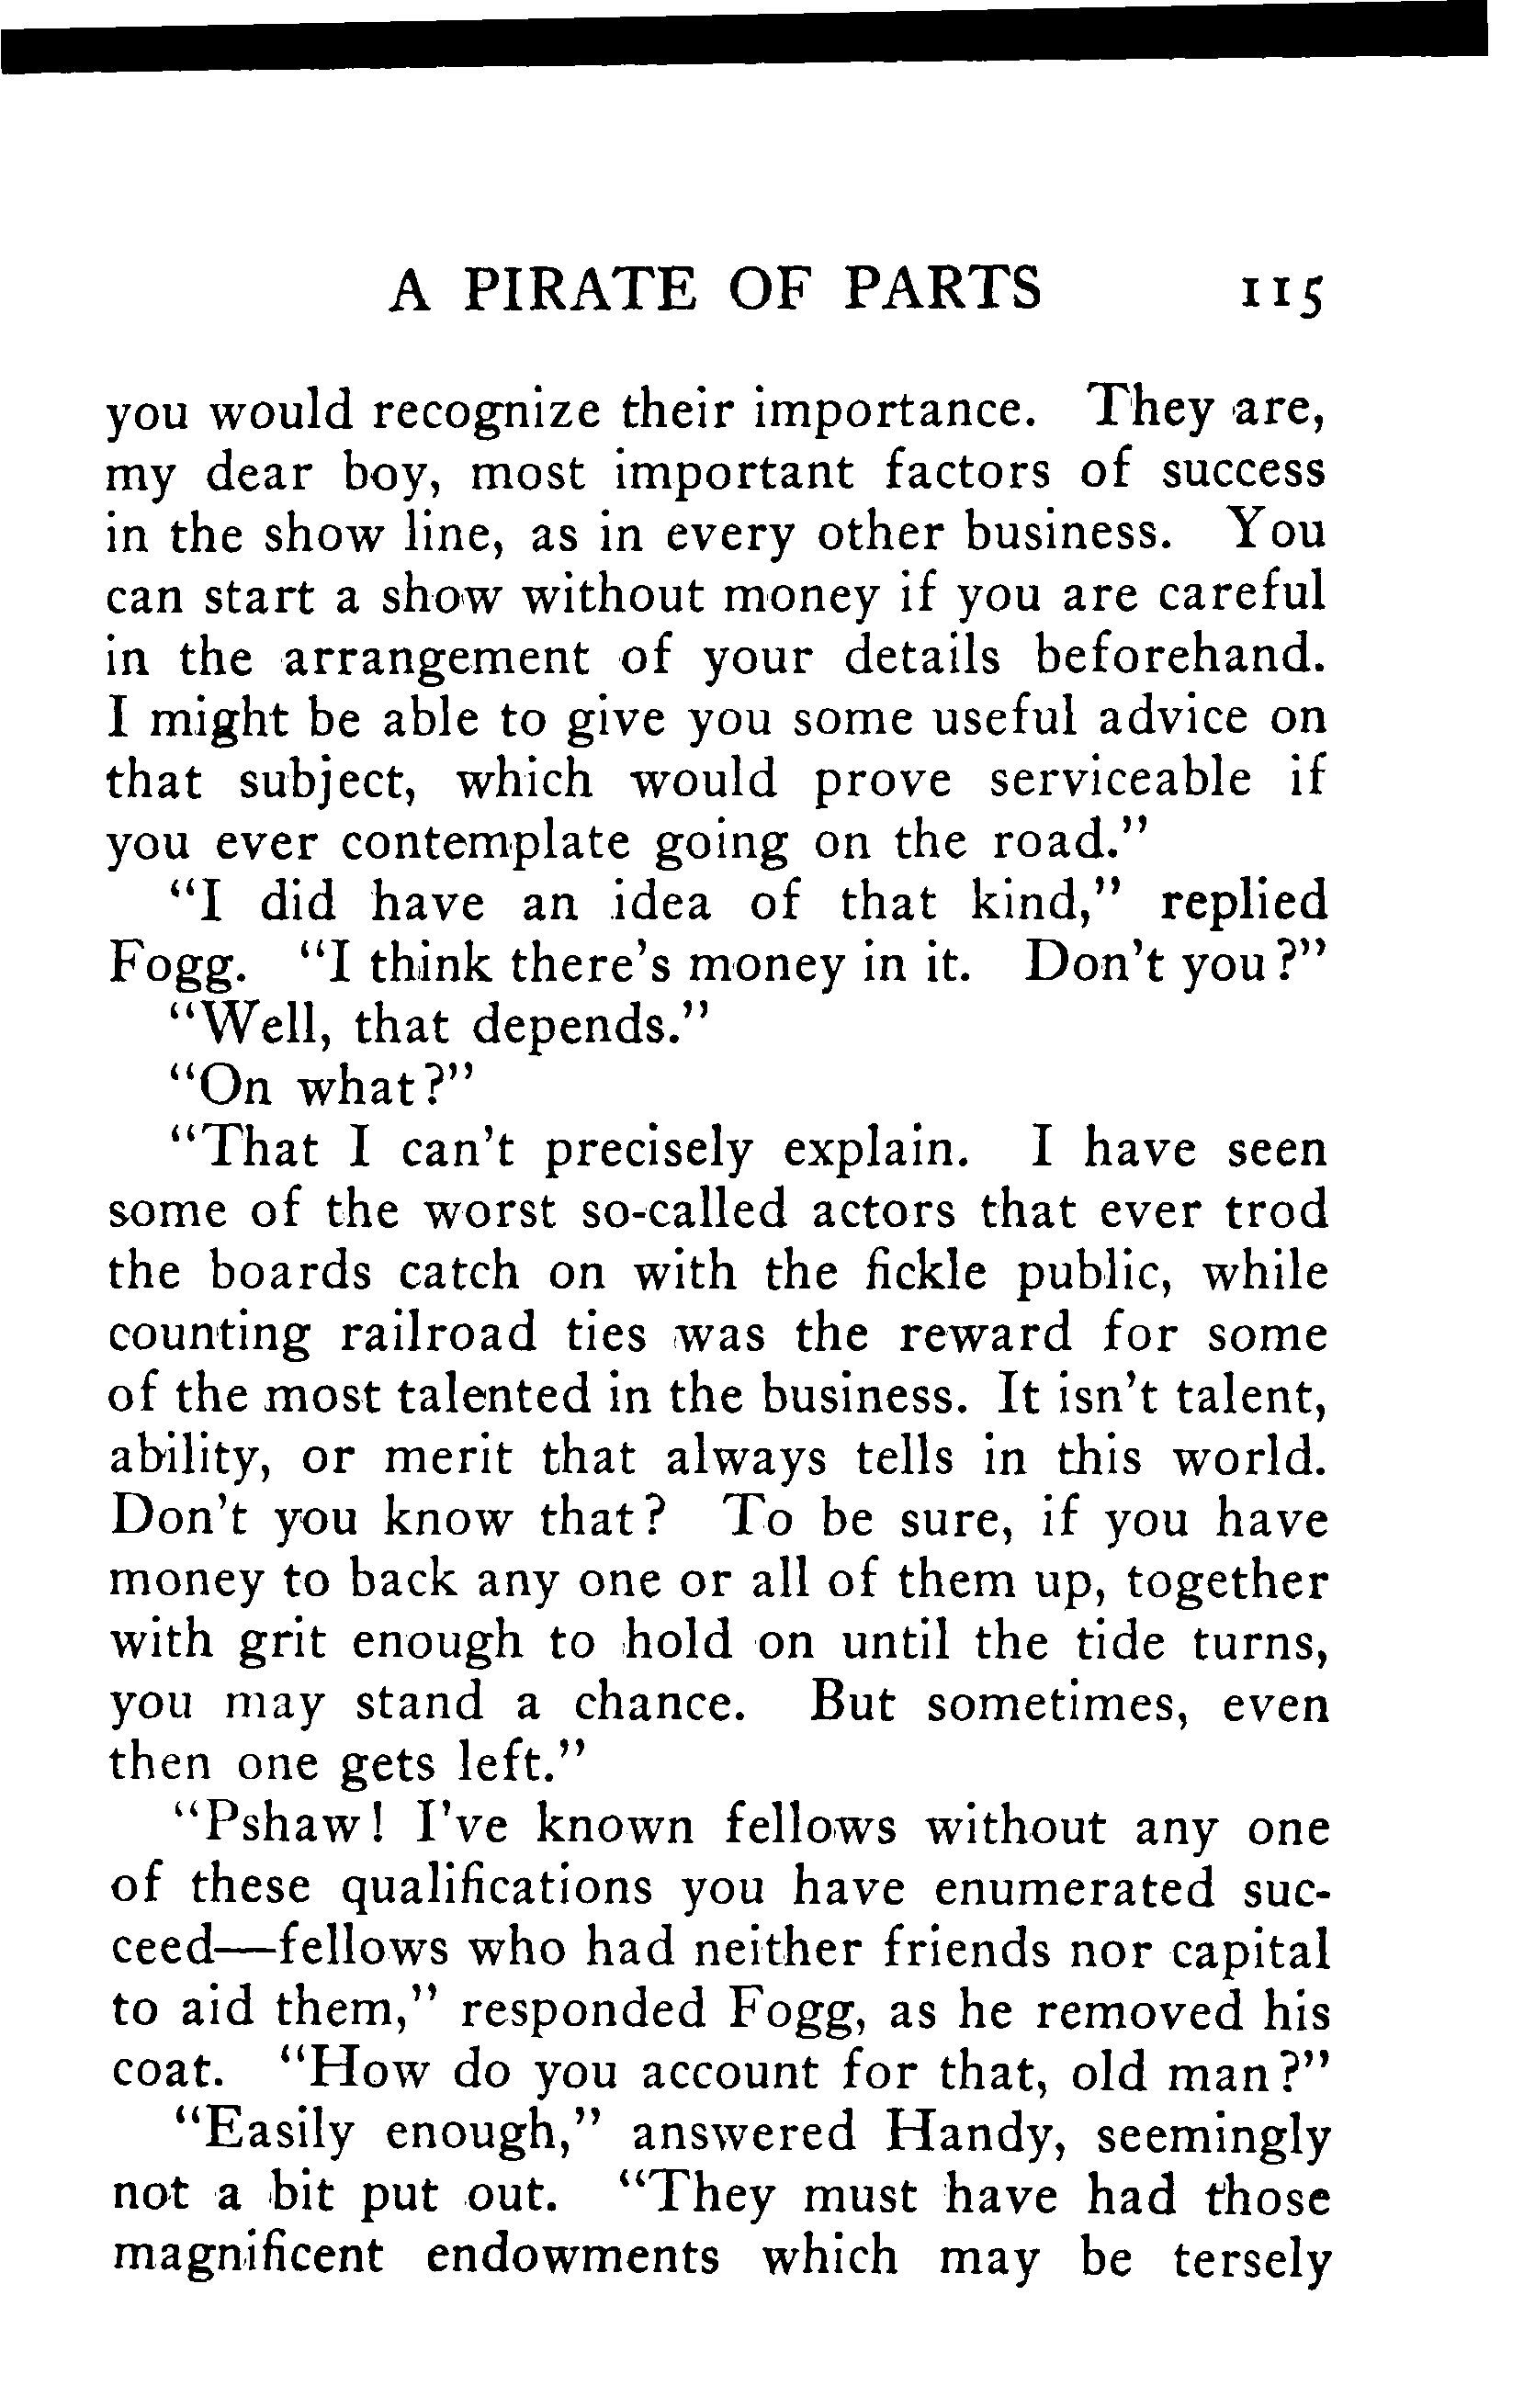 A PIRATE OF PARTS 115
you would recognize their importance. They are,
my dear boy, most important factors of success
in the show line, as in every other business. You
can start a show without money if you are careful
in the arrangement of your details beforehand.
I might be able to give you some useful advice on
that subject, which would prove serviceable if
you ever contemplate going on the road."
"I did have an idea of that kind," replied
Fogg. "I think there's money in it. Don't you?"
"Well, that depends."
"On what?"
"That I can't precisely explain. I have seen
some of the worst so-called actors that ever trod
the boards catch on with the fickle public, while
counting railroad ties was the reward for some
of the most talented in the business. It isn't talent,
ability, or merit that always tells in this world.
Don't you know that? To be sure, if you have
money to back any one or all of them up, together
with grit enough to hold on until the tide turns,
you may stand a chance. But sometimes, even
then one gets left."
"Pshaw! I've known fellows without any one
of these qualifications you have enumerated suc-
ceed—fellows who had neither friends nor capital
to aid them," responded Fogg, as he removed his
coat. "How do you account for that, old man?"
"Easily enough," answered Handy, seemingly
not a bit put out. "They must have had those
magnificent endowments which may be tersely